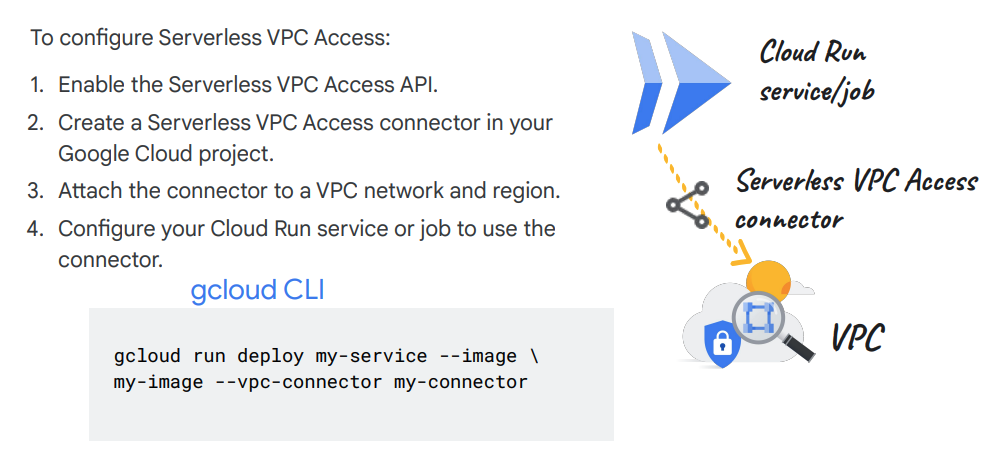 To configure Serverless VPC Access:
1. Enable the Serverless VPC Access API.
2. Create a Serverless VPC Access connector in your
Google Cloud project.
3. Attach the connector to a VPC network and region.
4. Configure your Cloud Run service or job to use the
connector.
gcloud CLI
gcloud run deploy my-service --image \
my-image --vpc-connector my-connector
Cloud Run
service/job
Serverless VPC Access
connector
VPC